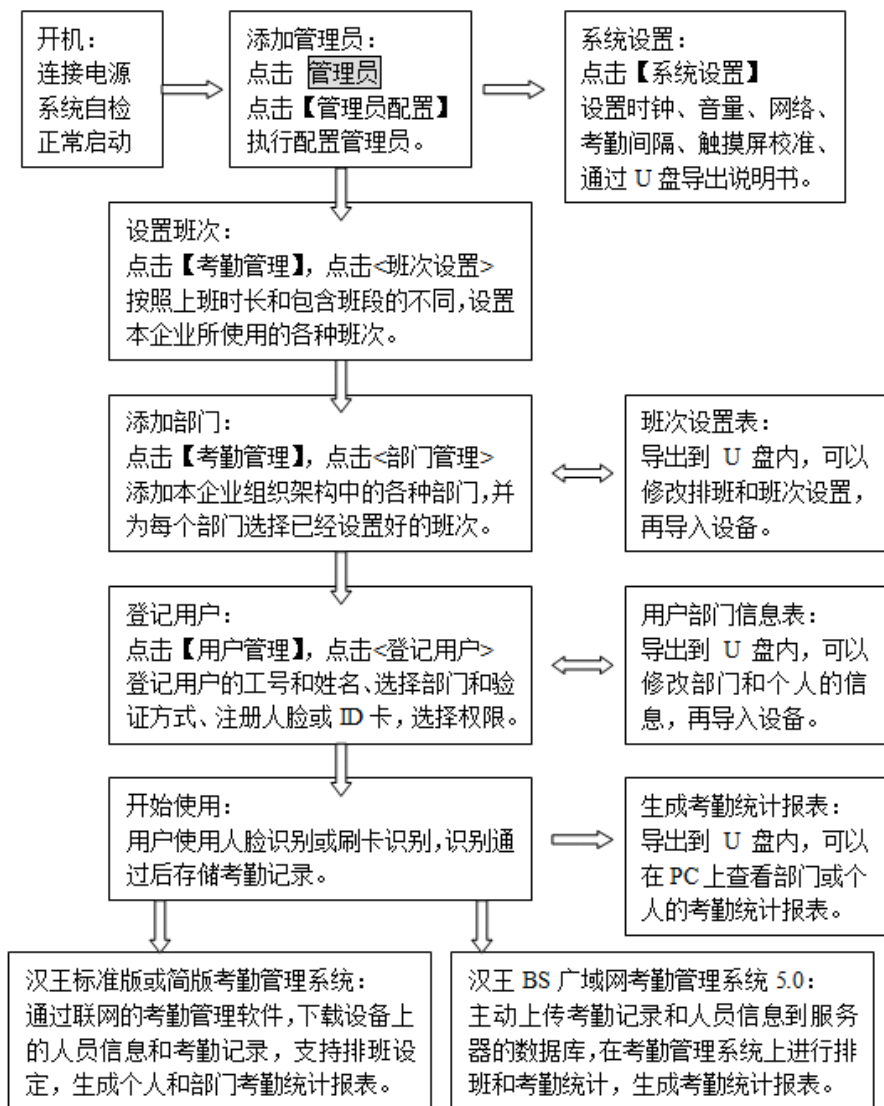 开机：
连接电源
系统自检
正常启动
添加管理员：
点击 管理员
点击【管理员配置】
执行配置管理员。
系统设置：
点击【系统设置】
设置时钟、音量、网络、
考勤间隔、触摸屏校准、
通过 U 盘导出说明书。
设置班次：
点击【考勤管理】，点击<班次设置>
按照上班时长和包含班段的不同，设置
本企业所使用的各种班次。
添加部门：
点击【考勤管理】，点击<部门管理>
添加本企业组织架构中的各种部门，并
为每个部门选择已经设置好的班次。
班次设置表：
导出到 U 盘内，可以
修改排班和班次设置，
再导入设备。
登记用户：
点击【用户管理】，点击<登记用户>
登记用户的工号和姓名、选择部门和验
证方式、注册人脸或 ID 卡，选择权限。
用户部门信息表：
导出到 U 盘内，可以
修改部门和个人的信
息，再导入设备。
开始使用：
用户使用人脸识别或刷卡识别，识别通
过后存储考勤记录。
生成考勤统计报表：
导出到 U 盘内，可以
在 PC 上查看部门或个
人的考勤统计报表。
汉王标准版或简版考勤管理系统：
通过联网的考勤管理软件，下载设备上
的人员信息和考勤记录，支持排班设
定，生成个人和部门考勤统计报表。
汉王 BS 广域网考勤管理系统 5.0：
主动上传考勤记录和人员信息到服务
器的数据库，在考勤管理系统上进行排
班和考勤统计，生成考勤统计报表。